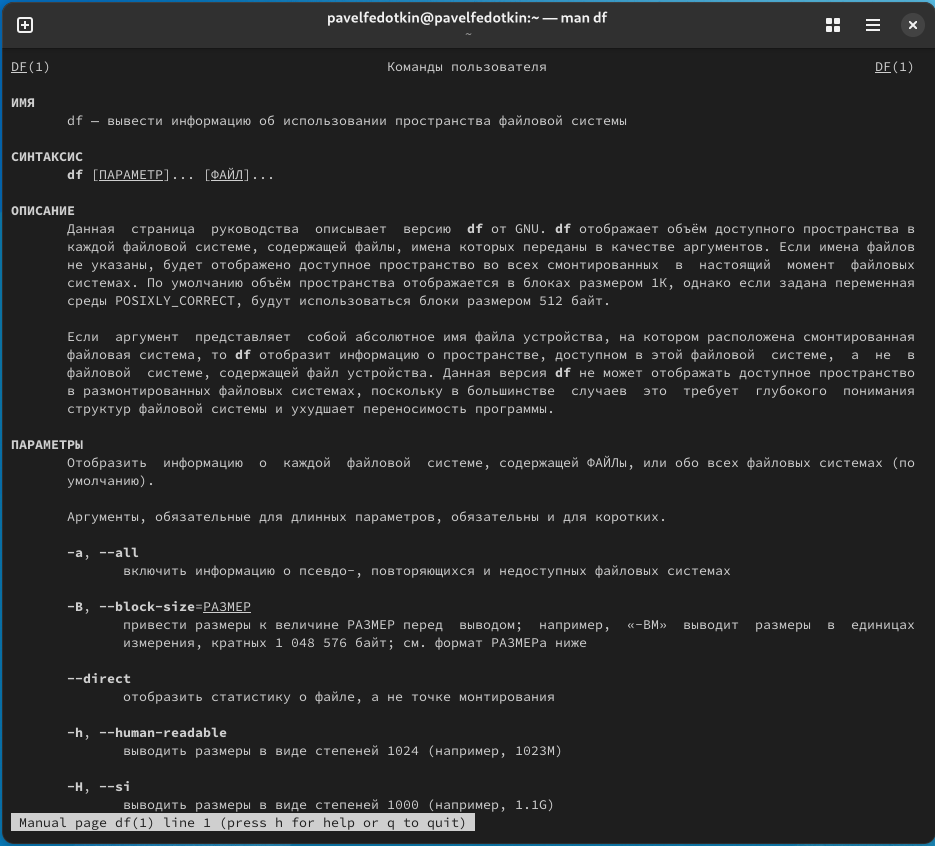 pavelfedotkin@pavelfedotkin:~ — man df
~
DF(1) Команды пользователя DF(1)
ИМЯ
df — вывести информацию об использовании пространства файловой системы
СИНТАКСИС
df [ПАРАМЕТР]... [ФАЙЛ]...
ОПИСАНИЕ
Данная страница руководства описывает версию df от GNU. df отображает объём доступного пространства в
каждой файловой системе, содержащей файлы, имена которых переданы в качестве аргументов. Если имена файлов
не указаны, будет отображено доступное пространство во всех смонтированных в настоящий момент файловых
системах. По умолчанию объём пространства отображается в блоках размером 1K, однако если задана переменная
среды POSIXLY_CORRECT, будут использоваться блоки размером 512 байт.
Если аргумент представляет собой абсолютное имя файла устройства, на котором расположена смонтированная
файловая система, то df отобразит информацию о пространстве, доступном в этой файловой системе, а не в
файловой системе, содержащей файл устройства. Данная версия df не может отображать доступное пространство
в размонтированных файловых системах, поскольку в большинстве случаев это требует глубокого понимания
структур файловой системы и ухудшает переносимость программы.
ПАРАМЕТРЫ
Отобразить информацию о каждой файловой системе, содержащей ФАЙЛы, или обо всех файловых системах (по
умолчанию).
Аргументы, обязательные для длинных параметров, обязательны и для коротких.
-a, --all
включить информацию о псевдо-, повторяющихся и недоступных файловых системах
-B, --block-size=РАЗМЕР
привести размеры к величине РАЗМЕР перед выводом; например, «-BM» выводит размеры в единицах
измерения, кратных 1 048 576 байт; см. формат РАЗМЕРа ниже
--direct
отобразить статистику о файле, а не точке монтирования
-h, --human-readable
выводить размеры в виде степеней 1024 (например, 1023M)
-H, --si
выводить размеры в виде степеней 1000 (например, 1.1G)
Manual page df(1) line 1 (press h for help or q to quit)